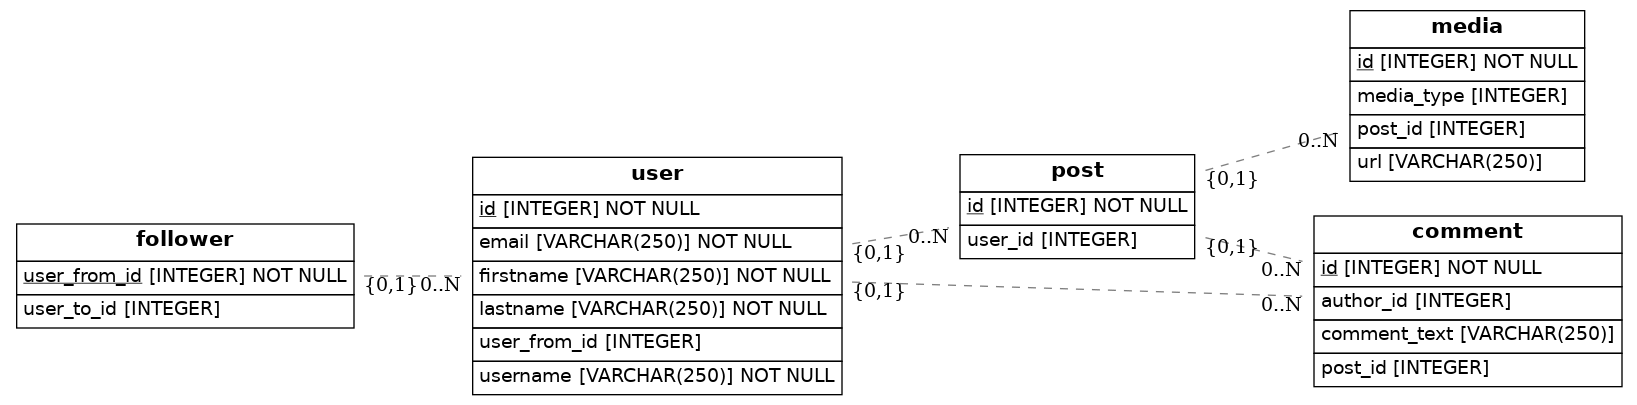 follower
user_from_id [INTEGER] NOT NULL
user_to_id [INTEGER]
{0,1}
0..N
user
id [INTEGER] NOT NULL
email [VARCHAR(250)] NOT NULL
firstname [VARCHAR(250)] NOT NULL
lastname [VARCHAR(250)] NOT NULL
user_from_id [INTEGER]
username [VARCHAR(250)] NOT NULL
{0,1}
0..N
{0,1}
0..N
post
id [INTEGER] NOT NULL
user_id [INTEGER]
{0,1}
0..N
{0,1}
0..N
media
id [INTEGER] NOT NULL
media_type [INTEGER]
post_id [INTEGER]
url [VARCHAR(250)]
comment
id [INTEGER] NOT NULL
author_id [INTEGER]
comment_text [VARCHAR(250)]
post_id [INTEGER]